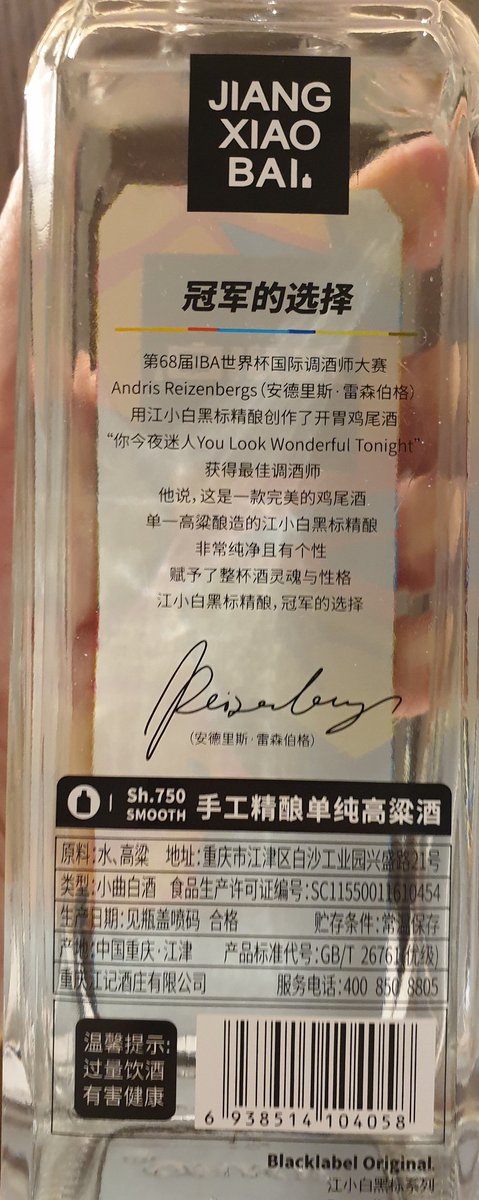 JIANG
XIAO
BAI
冠军的选择
第68届IBA世界杯国际调酒师大赛
Andris Reizenbergs(安德里斯·雷森伯格)
用江小白黑标精酿创作了开胃鸡尾酒
“你今夜迷人You Look Wonderful Tonight”
获得最佳调酒师
他说,这是一款完美的鸡尾酒
单一高粱酿造的江小白黑标精酿
非常纯净且有个性
赋予了整杯酒灵魂与性格
江小白黑标精酿,冠军的选择
Reizenbergs
(安德里斯·雷森伯格)
Sh.750 SMOOTH 手工精酿单纯高粱酒
原料:水、高粱 地址:重庆市江津区白沙工业园兴盛路21号
类型:小曲白酒 食品生产许可证编号:SC11550011610454
生产日期:见瓶盖喷码 合格 贮存条件:常温保存
产地:中国重庆·江津 产品标准代号:GB/T 26761(优级)
重庆江记酒庄有限公司 服务电话:400 850 8805
温馨提示:
过量饮酒
有害健康
6 938514 104058
Blacklabel Original.
江小白黑标系列